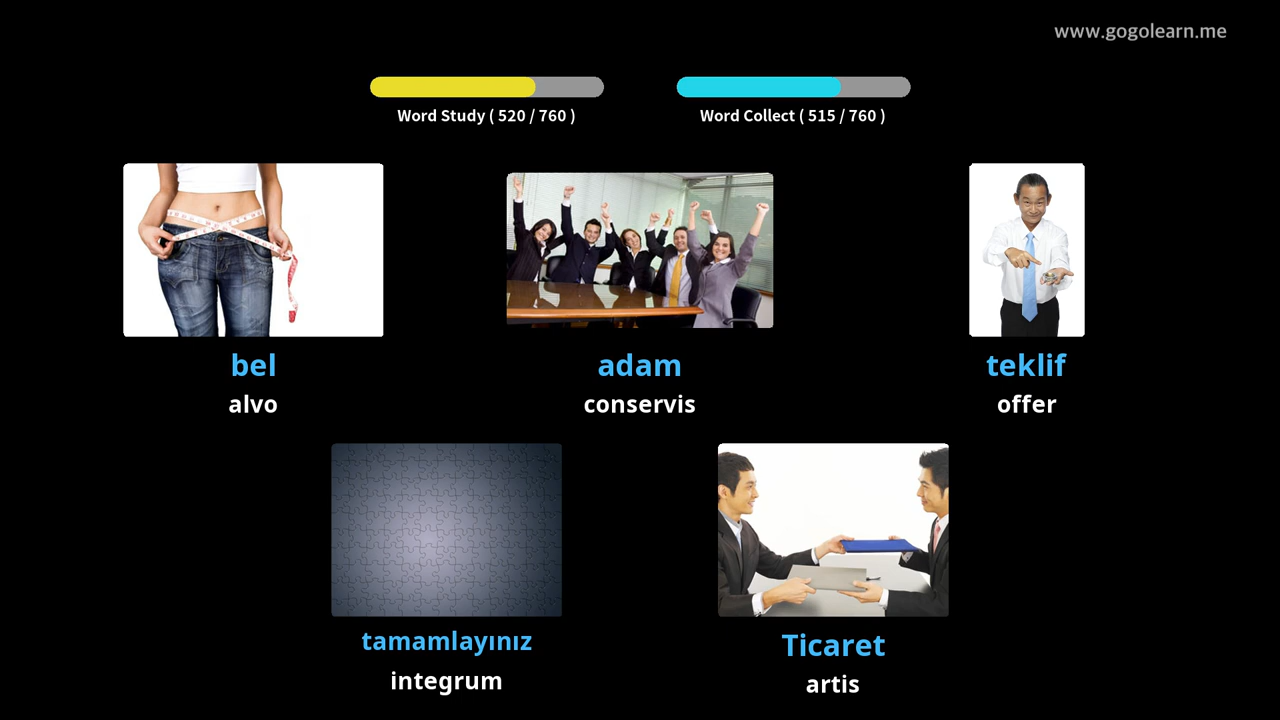 www.gogolearn.me
Word Study ( 520 / 760 )
Word Collect ( 515 / 760 )
bel
alvo
adam
conservis
teklif
offer
tamamlayınız
integrum
Ticaret
artis